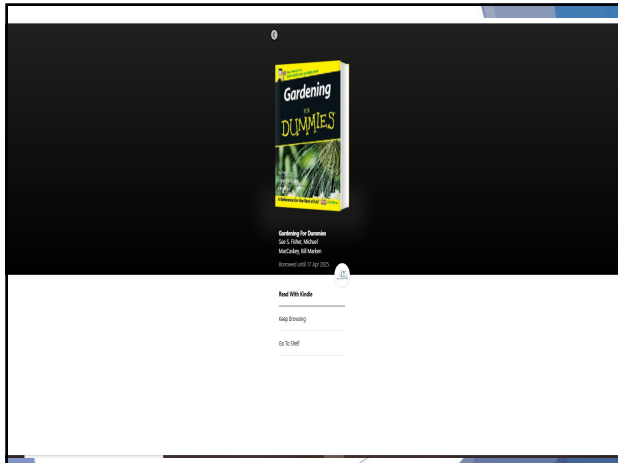 Gardening
FOR
DUMMIES
A Reference for the Rest of Us!
Gardening For Dummies
Sue S. Fisher, Michael
MacCaskey, Bill Marken
Borrowed until 17 Apr 2025.
Read With Kindle
Keep Browsing
Go To Shelf